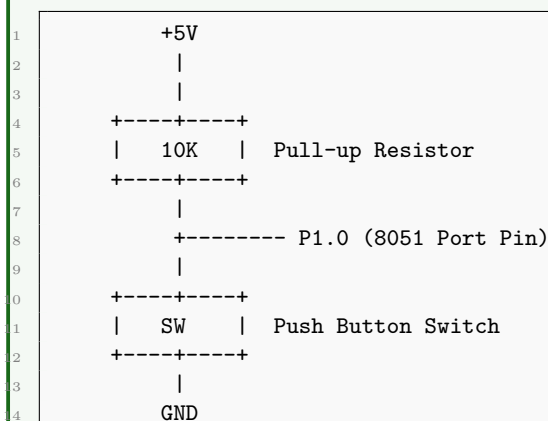 1 +5V
2 |
3 |
4 +----+----+
5 | 10K | Pull-up Resistor
6 +----+----+
7 |
8 +-------- P1.0 (8051 Port Pin)
9 |
10 +----+----+
11 | SW | Push Button Switch
12 +----+----+
13 |
14 GND